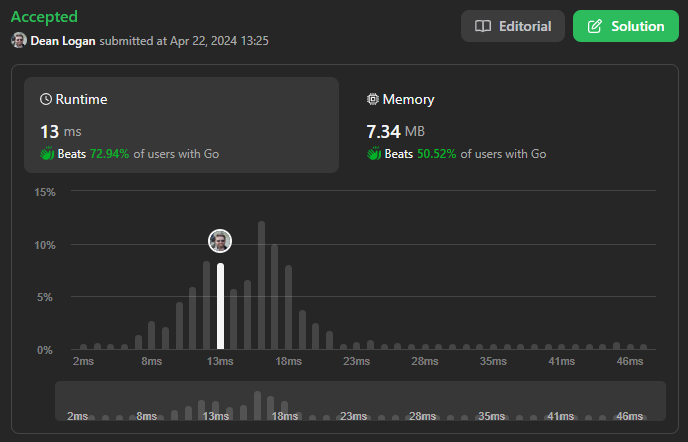 Accepted
Editorial
Solution
Dean Logan submitted at Apr 22, 2024 13:25
Runtime
Memory
13 ms
7.34 MB
Beats 72.94% of users with Go
Beats 50.52% of users with Go
15%
10%
5%
0%
2ms 8ms 13ms 18ms 23ms 28ms 35ms 41ms 46ms
2ms 8ms 13ms 18ms 23ms 28ms 35ms 41ms 46ms